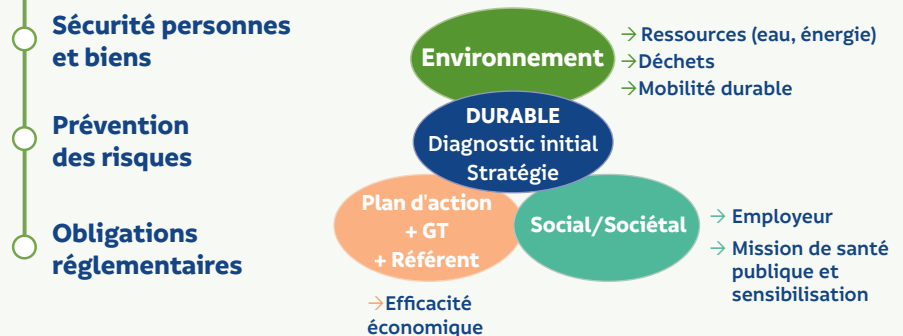 Sécurité personnes
et biens
Prévention
des risques
Obligations
réglementaires
Environnement
→ Ressources (eau, énergie)
→Déchets
→Mobilité durable
DURABLE
Diagnostic initial
Stratégie
Plan d'action
+ GT
+ Référent
→Efficacité
économique
Social/Sociétal
→ Employeur
→ Mission de santé
publique et
sensibilisation